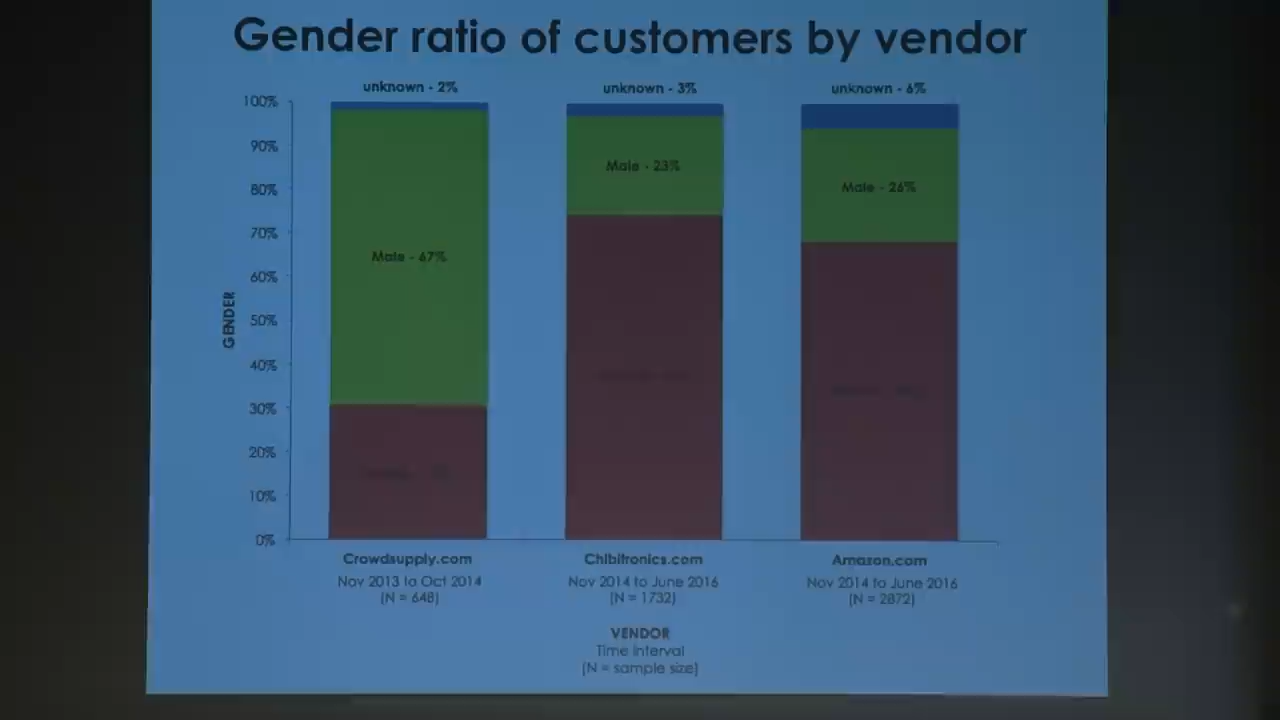 Gender ratio of customers by vendor
unknown - 2%
unknown - 3%
unknown - 6%
100%
90%
80%
70%
60%
50%
40%
30%
20%
10%
0%
GENDER
Male - 67%
Male - 23%
Male - 26%
Crowdsupply.com
Nov 2013 to Oct 2014
(N = 648)
Chibitronics.com
Nov 2014 to June 2016
(N = 1732)
Amazon.com
Nov 2014 to June 2016
(N = 2872)
VENDOR
Time Interval
(N = sample size)